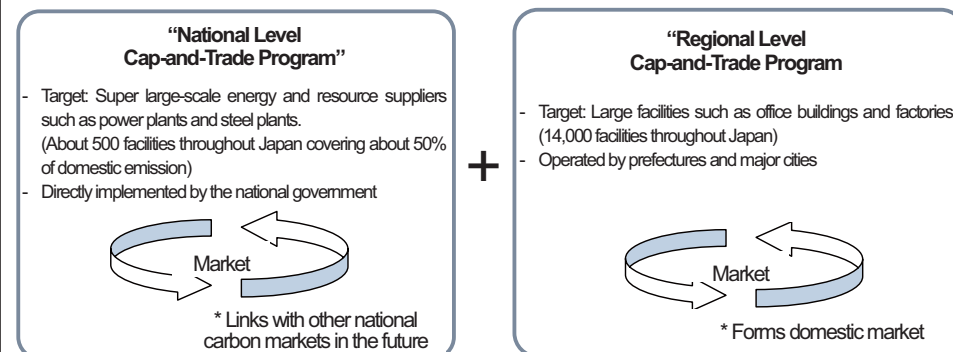 “National Level
Cap-and-Trade Program”
- Target: Super large-scale energy and resource suppliers
such as power plants and steel plants.
(About 500 facilities throughout Japan covering about 50%
of domestic emission)
- Directly implemented by the national government
Market
* Links with other national
carbon markets in the future
+
“Regional Level
Cap-and-Trade Program
- Target: Large facilities such as office buildings and factories
(14,000 facilities throughout Japan)
- Operated by prefectures and major cities
Market
* Forms domestic market